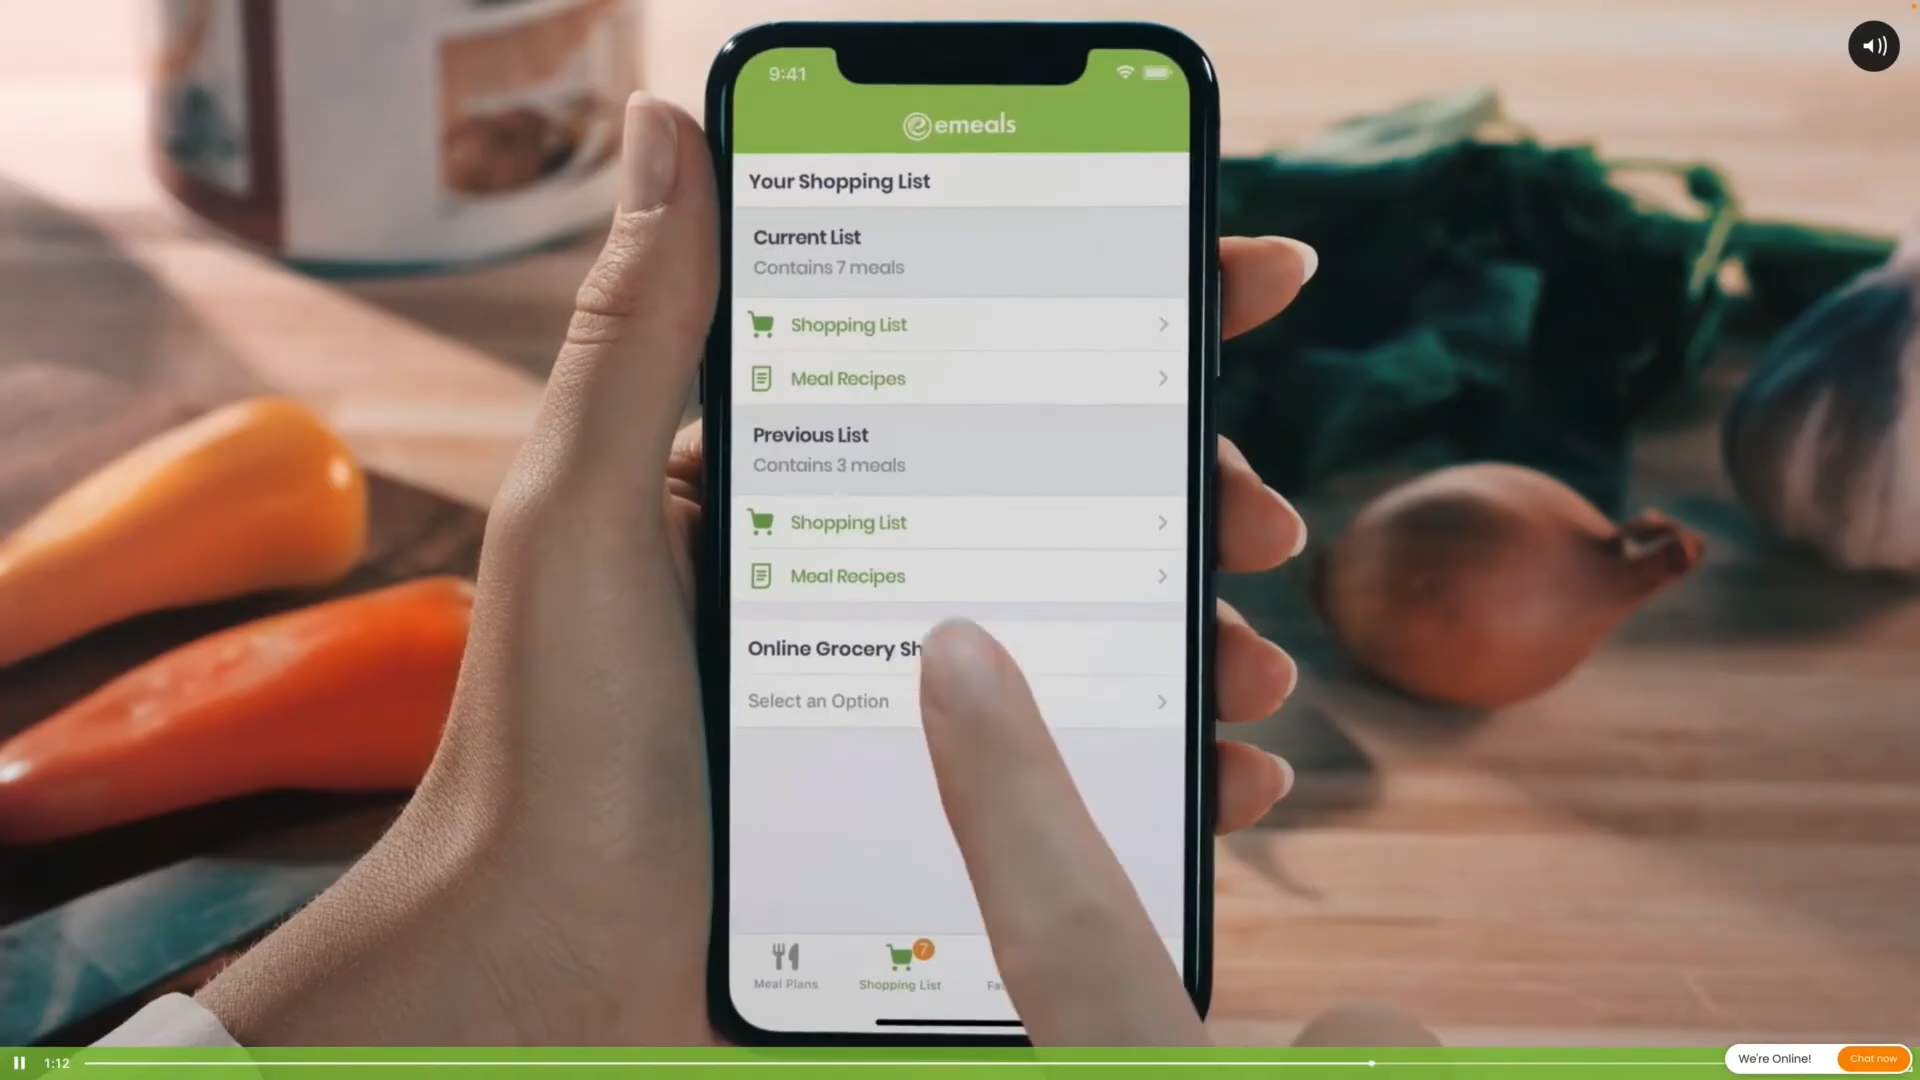 9:41
emeals
Your Shopping List
Current List
Contains 7 meals
Shopping List
Meal Recipes
Previous List
Contains 3 meals
Shopping List
Meal Recipes
Online Grocery Sh
Select an Option
7
Meal Plans
Shopping List
Fa
1:12
We're Online!
Chat now